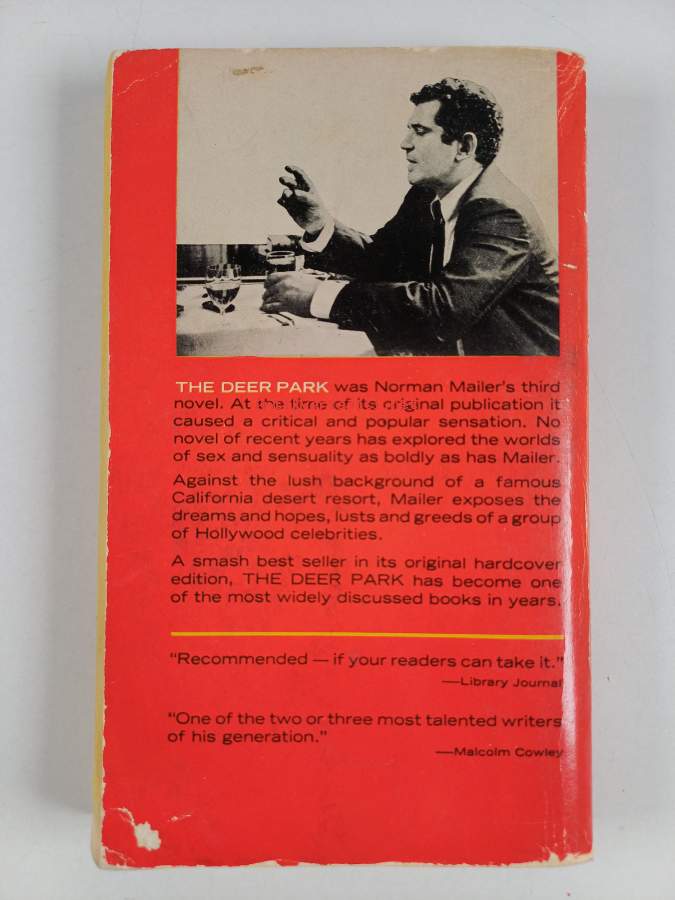 THE DEER PARK was Norman Mailer's third
novel. At the time of its original publication it
caused a critical and popular sensation. No
novel of recent years has explored the worlds
of sex and sensuality as boldly as has Mailer.
Against the lush background of a famous
California desert resort, Mailer exposes the
dreams and hopes, lusts and greeds of a group
of Hollywood celebrities.
A smash best seller in its original hardcover
edition, THE DEER PARK has become one
of the most widely discussed books in years.
"Recommended — if your readers can take it."
—Library Journal
"One of the two or three most talented writers
of his generation."
—Malcolm Cowley